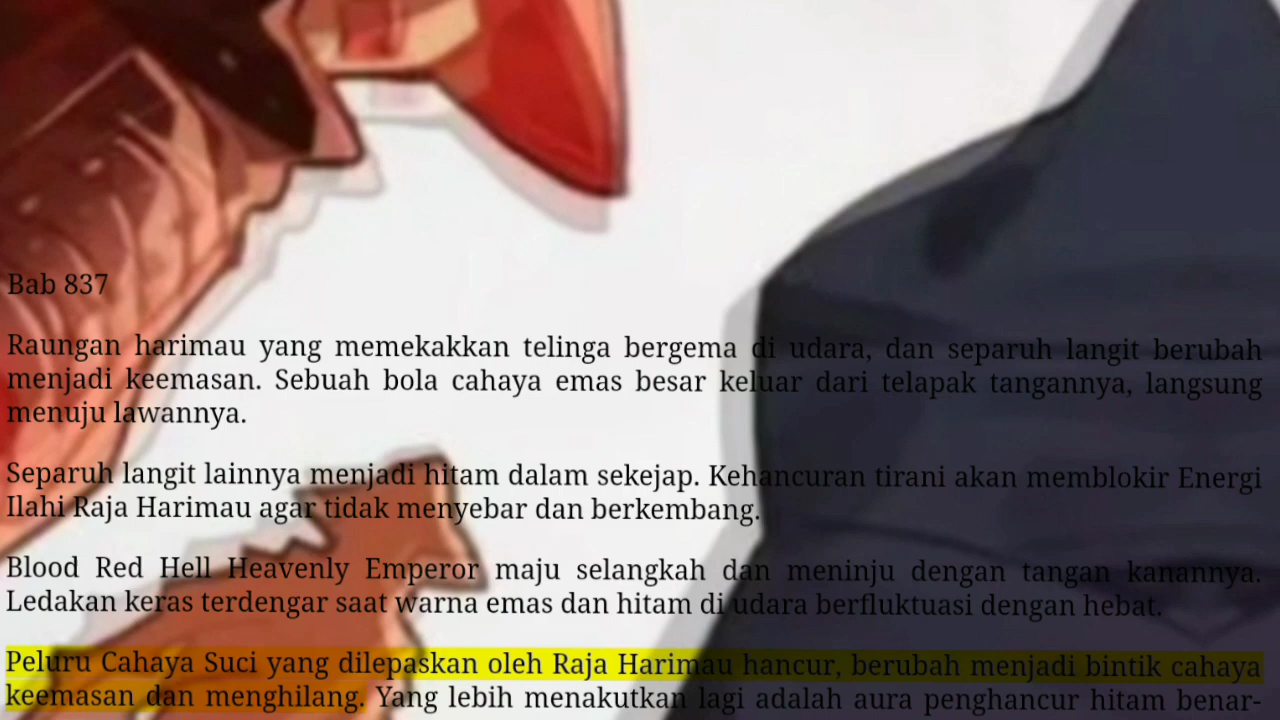 Bab 837
Raungan harimau yang memekakkan telinga bergema di udara, dan separuh langit berubah
menjadi keemasan. Sebuah bola cahaya emas besar keluar dari telapak tangannya, langsung
menuju lawannya.
Separuh langit lainnya menjadi hitam dalam sekejap. Kehancuran tirani akan memblokir Energi
Ilahi Raja Harimau agar tidak menyebar dan berkembang.
Blood Red Hell Heavenly Emperor maju selangkah dan meninju dengan tangan kanannya.
Ledakan keras terdengar saat warna emas dan hitam di udara berfluktuasi dengan hebat.
Peluru Cahaya Suci yang dilepaskan oleh Raja Harimau hancur, berubah menjadi bintik cahaya
keemasan dan menghilang. Yang lebih menakutkan lagi adalah aura penghancur hitam benar-